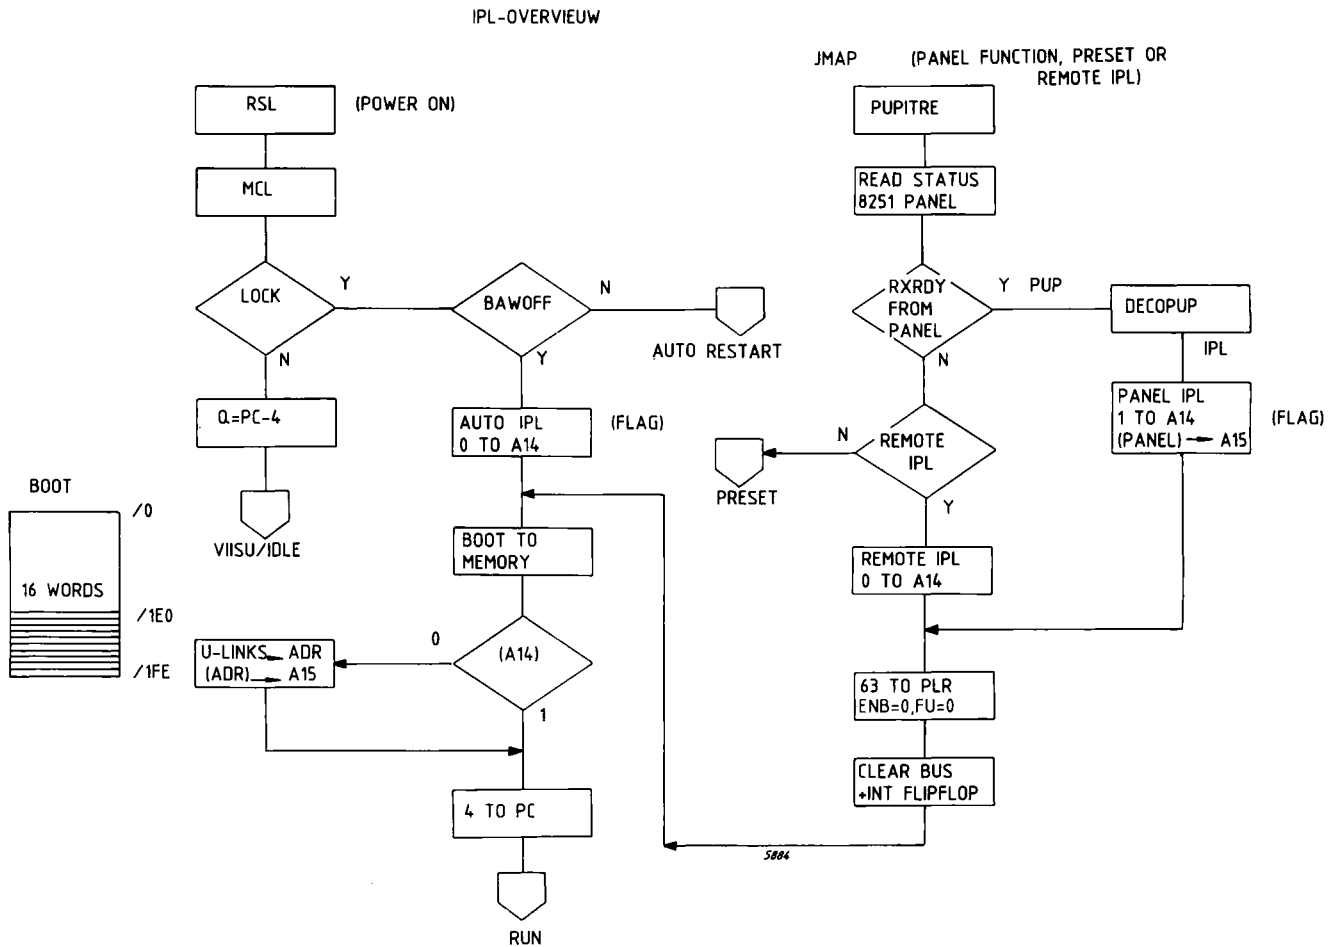 IPL-OVERVIEUW
JMAP (PANEL FUNCTION, PRESET OR
REMOTE IPL)
RSL (POWER ON)
MCL
LOCK
Y
N
BAWOFF
N
Y
AUTO RESTART
Q=PC-4
VIISU/IDLE
AUTO IPL
0 TO A14
(FLAG)
BOOT TO
MEMORY
(A14)
0
1
U-LINKS → ADR
(ADR) → A15
4 TO PC
RUN
BOOT
/0
16 WORDS
/1E0
/1FE
PUPITRE
READ STATUS
8251 PANEL
RXRDY
FROM
PANEL
Y PUP
N
DECOPUP
IPL
PANEL IPL
1 TO A14
(PANEL) → A15
(FLAG)
REMOTE
IPL
N
Y
PRESET
REMOTE IPL
0 TO A14
63 TO PLR
ENB=0,FU=0
CLEAR BUS
+INT FLIPFLOP
5884